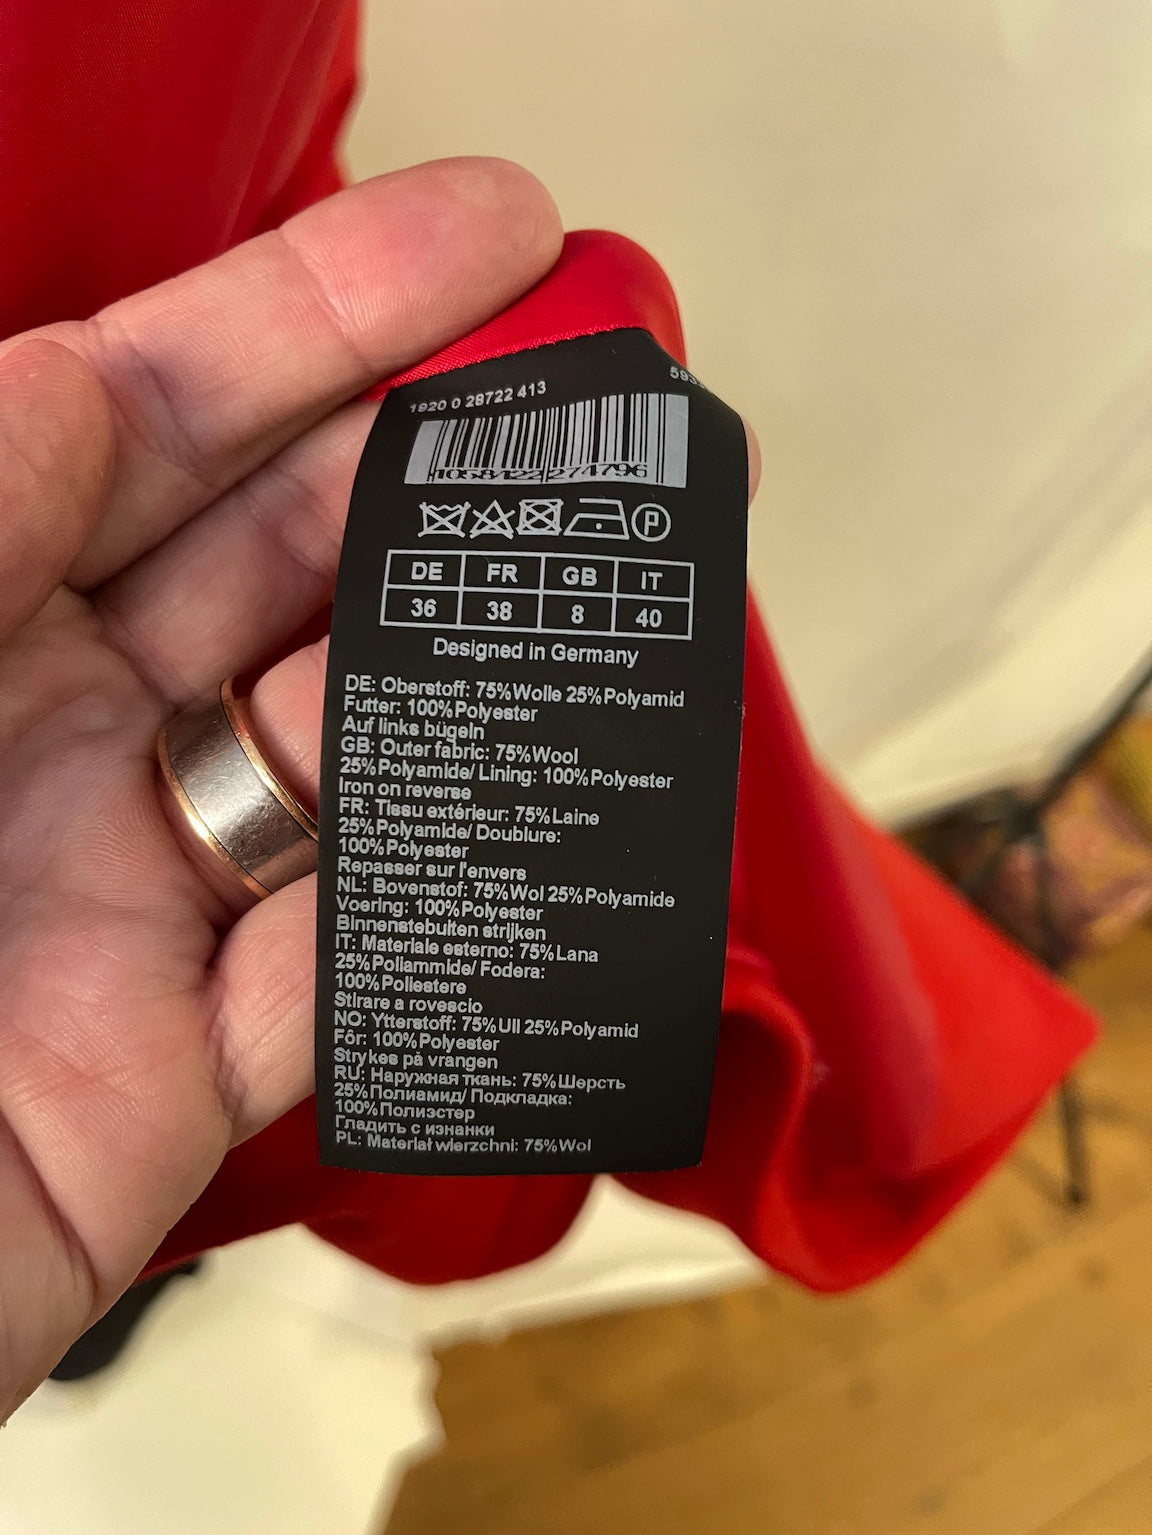 1920 0 28722 413
1058422274796
P
DE FR GB IT
36 38 8 40
Designed in Germany
DE: Oberstoff: 75%Wolle 25%Polyamid
Futter: 100%Polyester
Auf links bügeln
GB: Outer fabric: 75%Wool
25%Polyamide/ Lining: 100%Polyester
Iron on reverse
FR: Tissu extérieur: 75%Laine
25%Polyamide/ Doublure:
100%Polyester
Repasser sur l'envers
NL: Bovenstof: 75%Wol 25%Polyamide
Voering: 100%Polyester
Binnenstebuiten strijken
IT: Materiale esterno: 75%Lana
25%Poliammide/ Fodera:
100%Poliestere
Stirare a rovescio
NO: Ytterstoff: 75%Ull 25%Polyamid
Fôr: 100%Polyester
Strykes på vrangen
RU: Наружная ткань: 75%Шерсть
25%Полиамид/ Подкладка:
100%Полиэстер
Гладить с изнанки
PL: Materiał wierzchni: 75%Wol